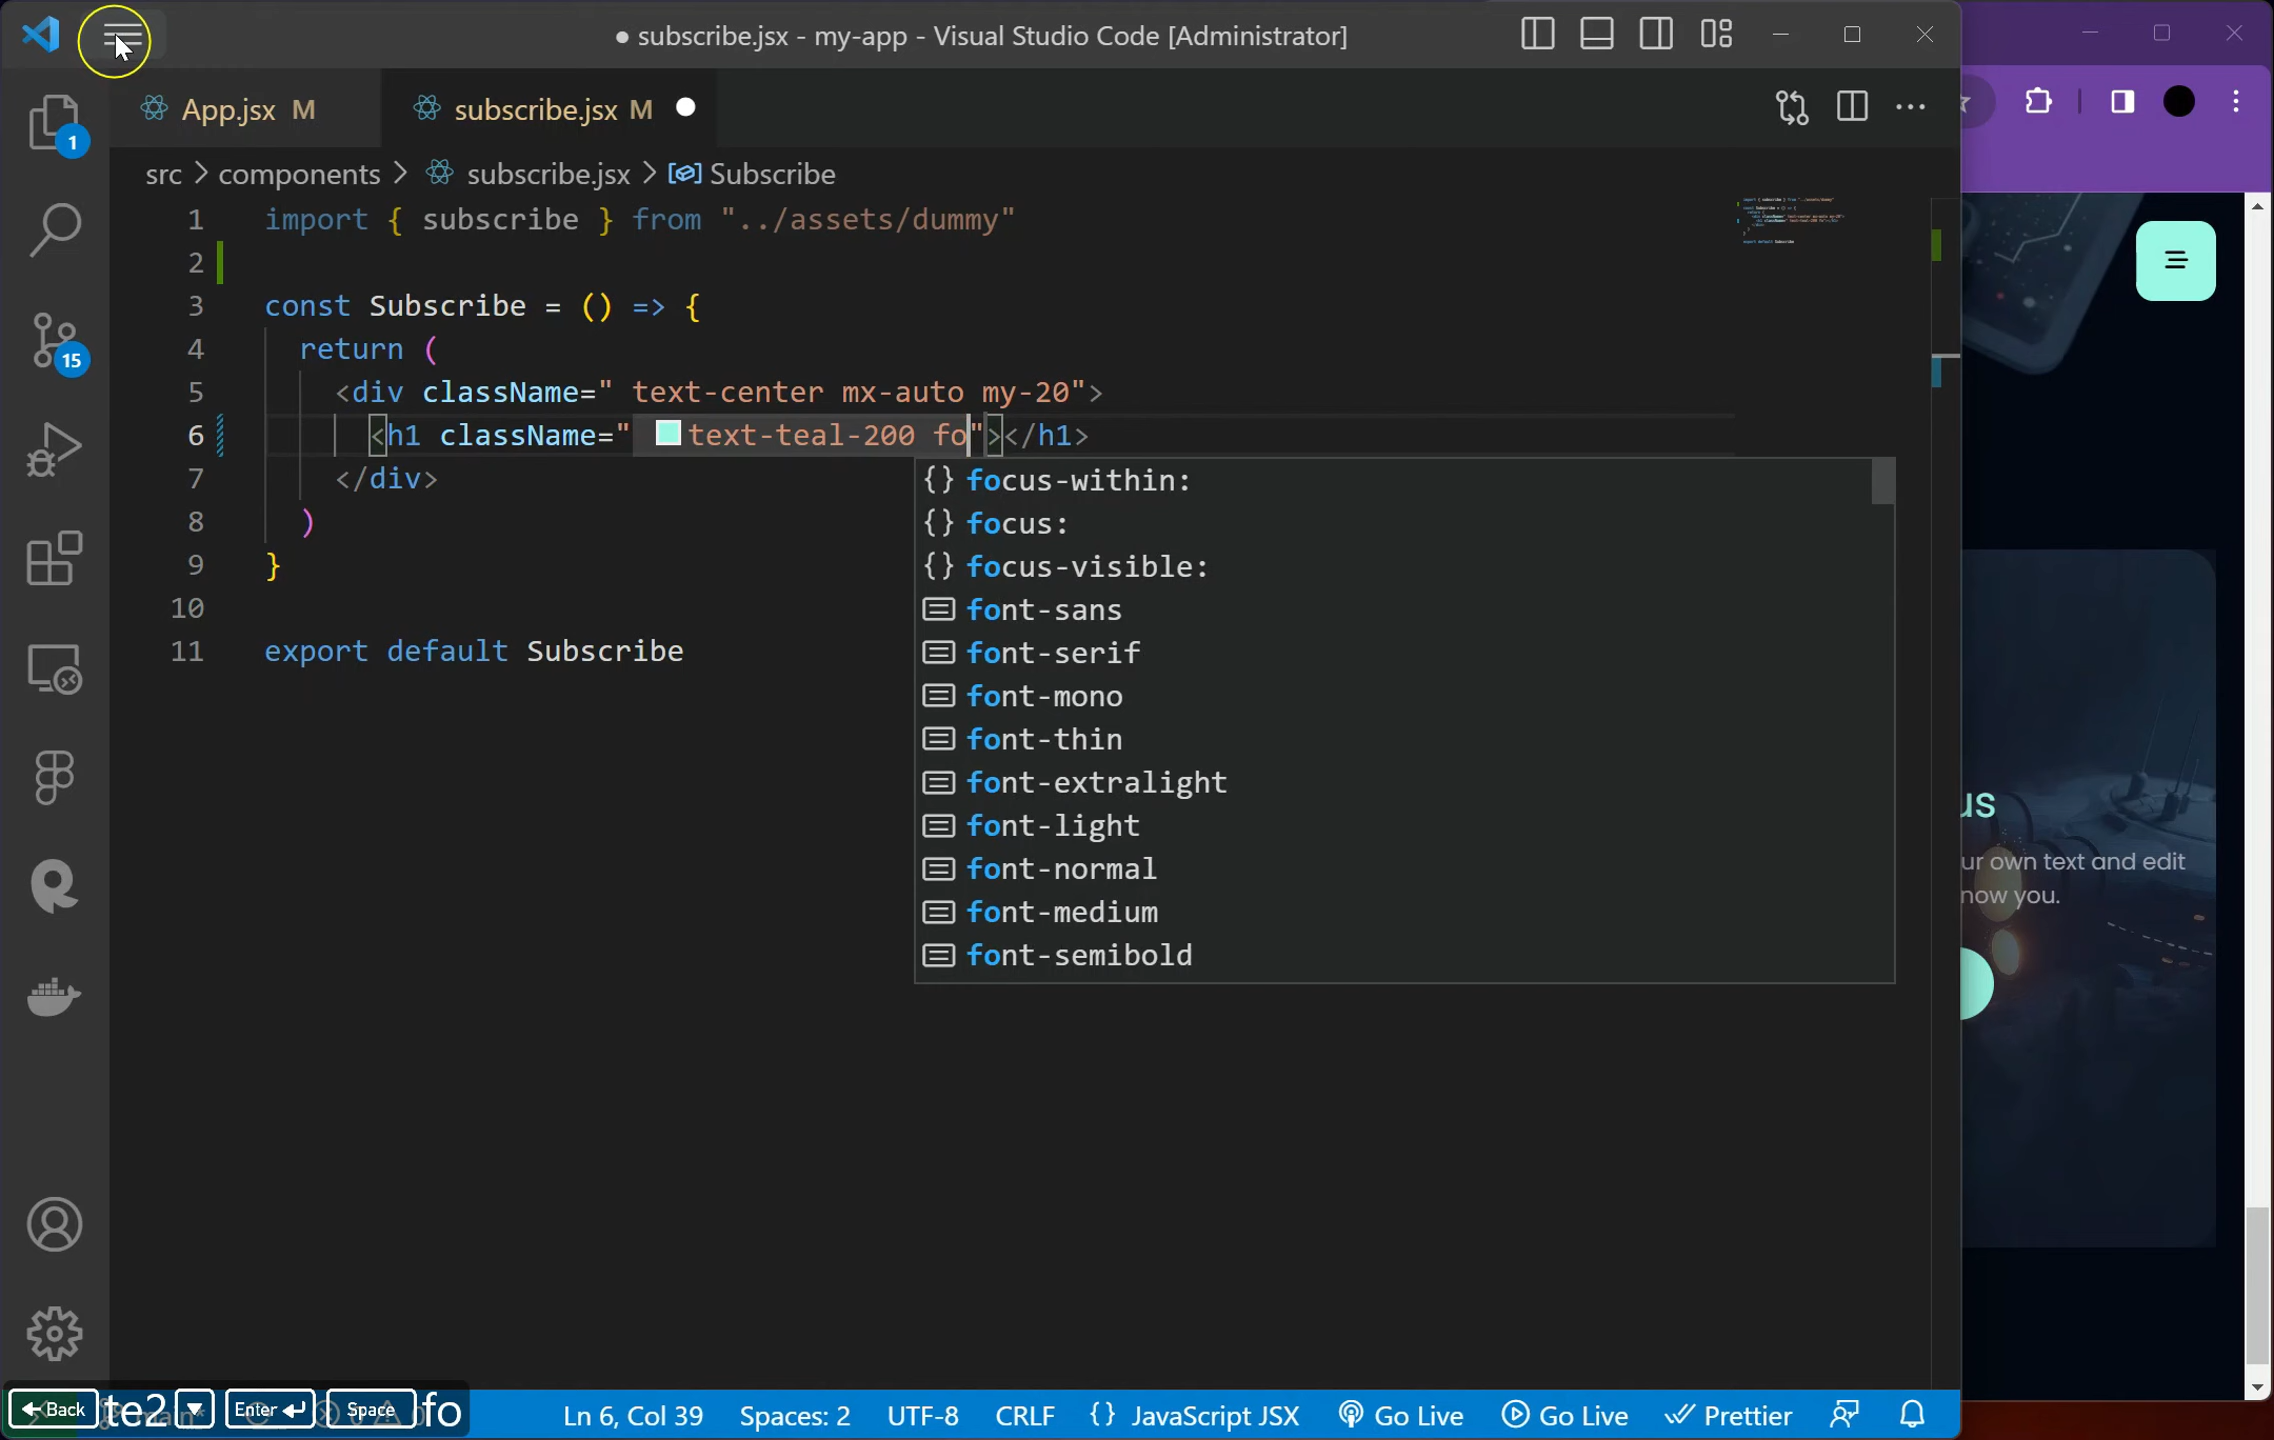 subscribe.jsx - my-app - Visual Studio Code [Administrator]
App.jsx M
subscribe.jsx M
src > components > subscribe.jsx > Subscribe
1
15
1 import { subscribe } from "../assets/dummy"
2
3 const Subscribe = () => {
4 return (
5 <div className=" text-center mx-auto my-20">
6 <h1 className=" text-teal-200 fo"></h1>
7 </div>
8 )
9 }
10
11 export default Subscribe
{} focus-within:
{} focus:
{} focus-visible:
font-sans
font-serif
font-mono
font-thin
font-extralight
font-light
font-normal
font-medium
font-semibold
us
ur own text and edit
now you.
Back te2 Enter Space fo
main*
Ln 6, Col 39 Spaces: 2 UTF-8 CRLF {} JavaScript JSX Go Live Go Live Prettier